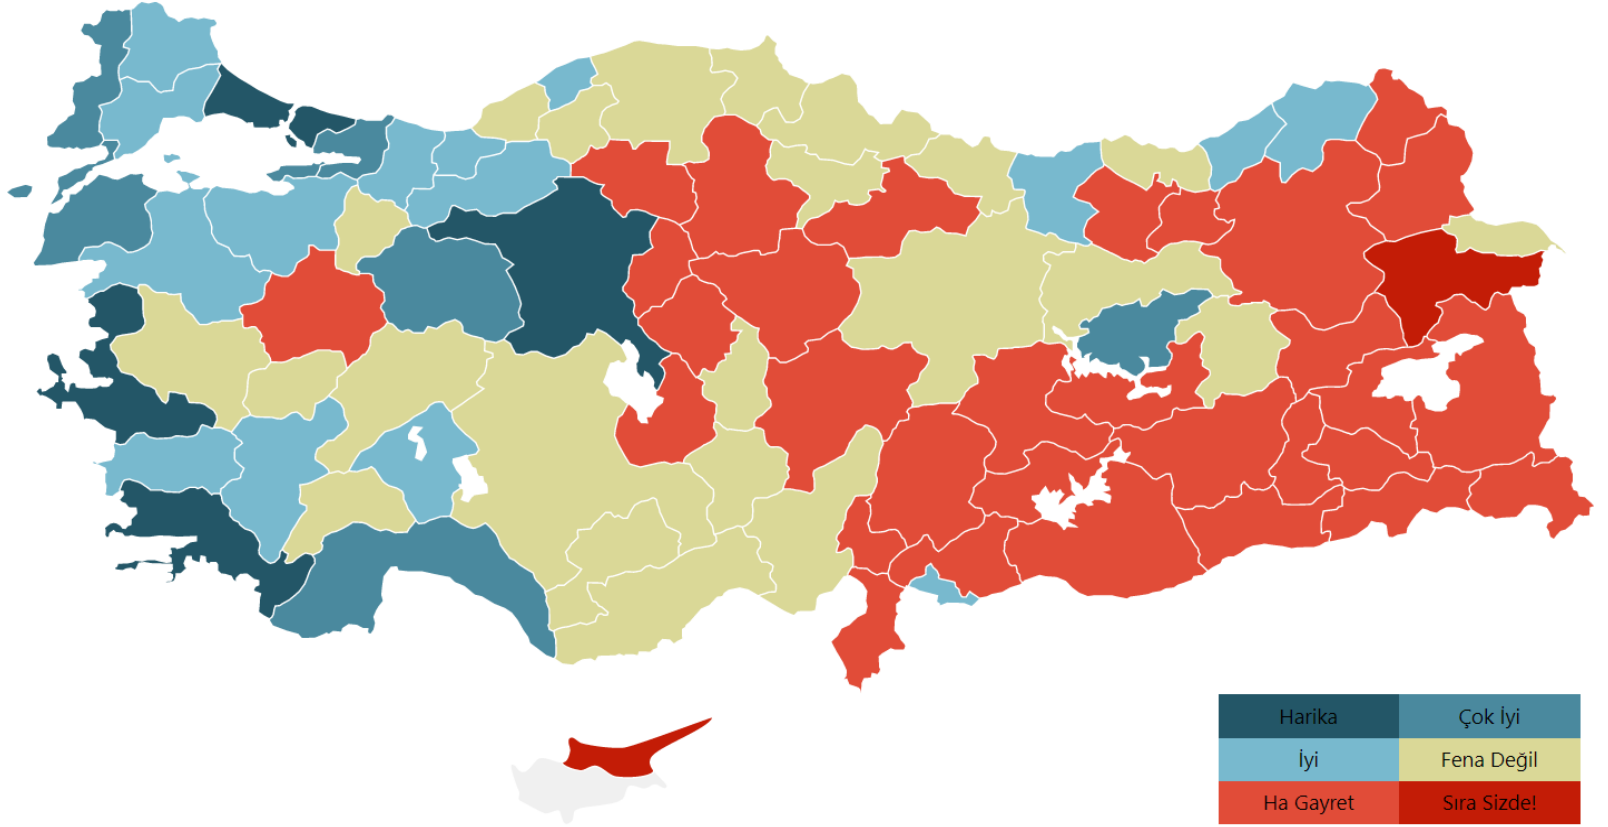 Harika
Çok İyi
İyi
Fena Değil
Ha Gayret
Sıra Sizde!